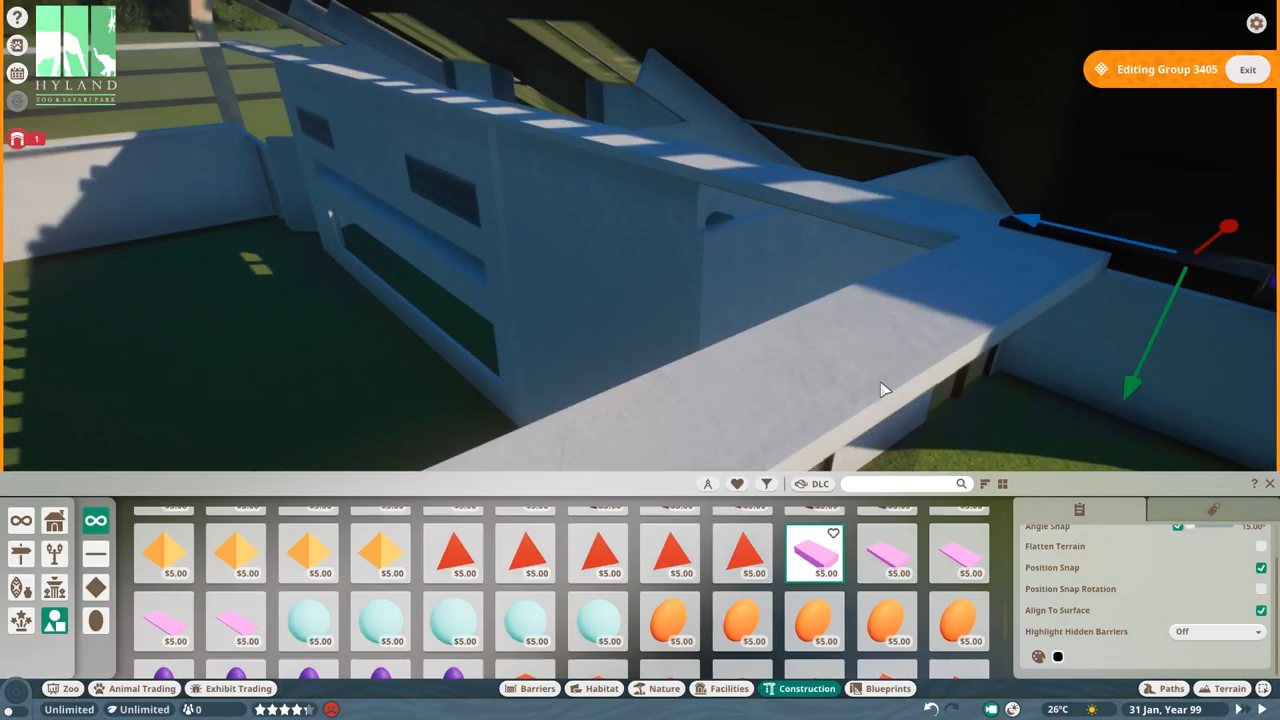 HYLAND
ZOO & SAFARI PARK
1
Editing Group 3405
Exit
DLC
?
$5.00 $5.00 $5.00 $5.00 $5.00 $5.00 $5.00 $5.00 $5.00 $5.00 $5.00 $5.00
$5.00 $5.00 $5.00 $5.00 $5.00 $5.00 $5.00 $5.00 $5.00 $5.00 $5.00 $5.00
Angle Snap 15.00°
Flatten Terrain
Position Snap
Position Snap Rotation
Align To Surface
Highlight Hidden Barriers Off
Zoo Animal Trading Exhibit Trading Barriers Habitat Nature Facilities Construction Blueprints Paths Terrain
Unlimited Unlimited 0 26°C 31 Jan, Year 99